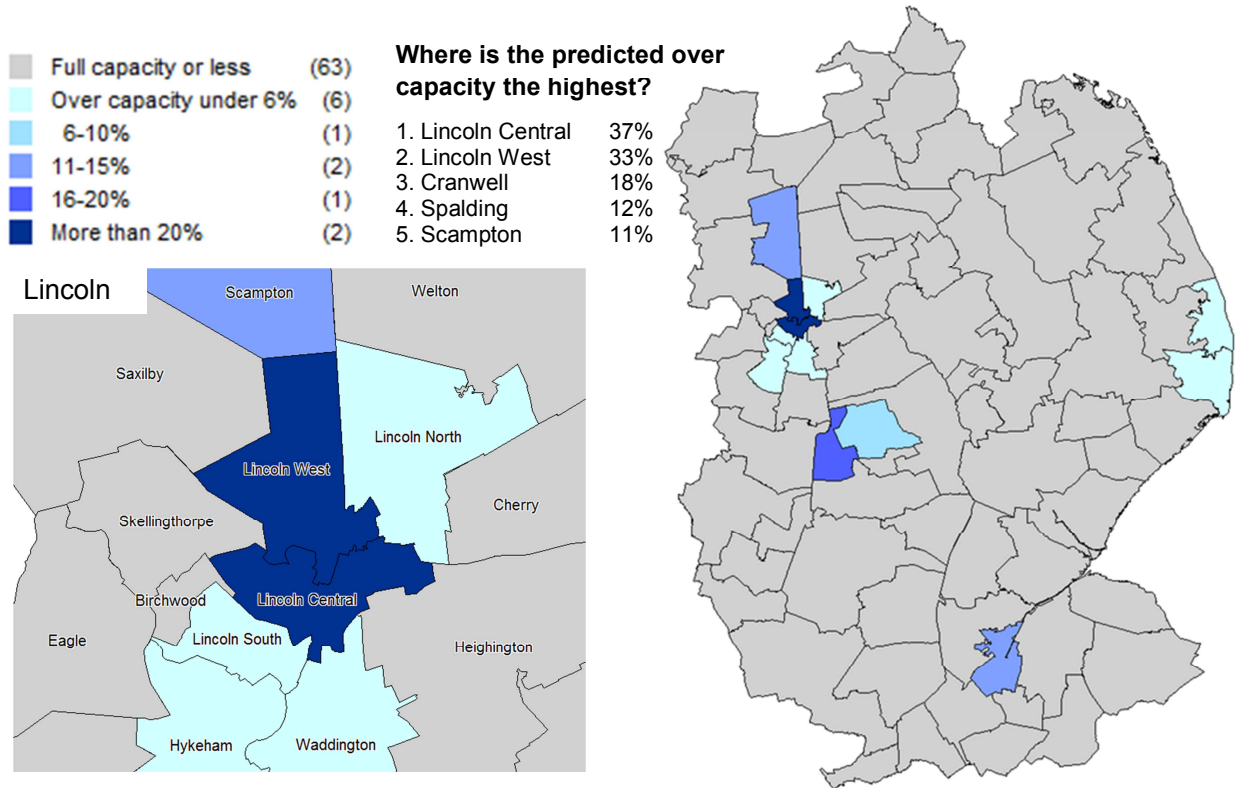 Full capacity or less (63)
Over capacity under 6% (6)
6-10% (1)
11-15% (2)
16-20% (1)
More than 20% (2)
Where is the predicted over
capacity the highest?
1. Lincoln Central 37%
2. Lincoln West 33%
3. Cranwell 18%
4. Spalding 12%
5. Scampton 11%
Lincoln
Scampton
Welton
Saxilby
Lincoln North
Lincoln West
Cherry
Skellingthorpe
Birchwood
Lincoln Central
Eagle
Lincoln South
Heighington
Hykeham
Waddington